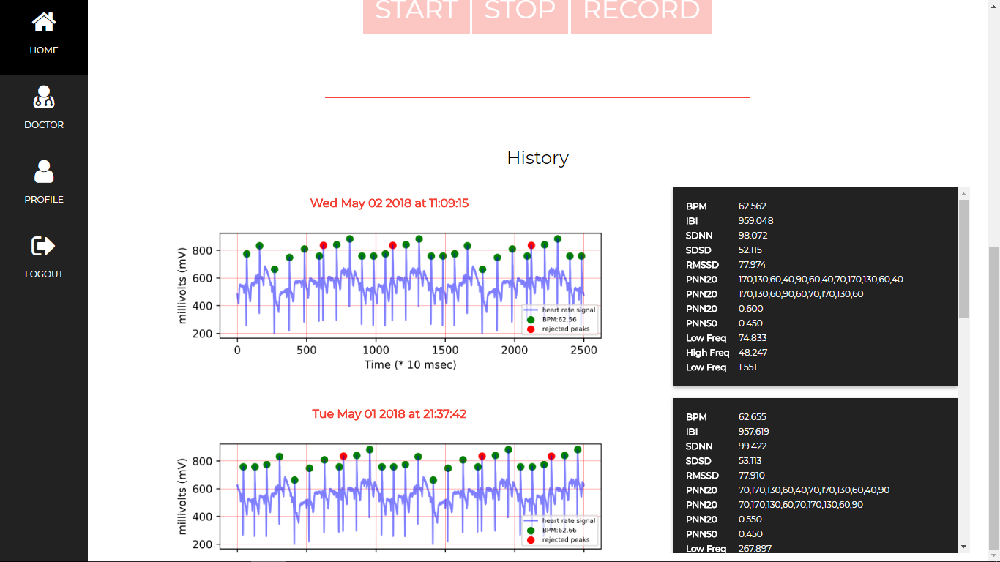 START STOP RECORD
HOME
DOCTOR
PROFILE
LOGOUT
History
Wed May 02 2018 at 11:09:15
millivolts (mV)
800
600
400
200
0 500 1000 1500 2000 2500
Time (* 10 msec)
heart rate signal
BPM:62.56
rejected peaks
BPM 62.562
IBI 959.048
SDNN 98.072
SDSD 52.115
RMSSD 77.974
PNN20 170,130,60,40,90,60,40,70,170,130,60,40
PNN20 170,130,60,90,60,70,170,130,60
PNN20 0.600
PNN50 0.450
Low Freq 74.833
High Freq 48.247
Low Freq 1.551
Tue May 01 2018 at 21:37:42
millivolts (mV)
800
600
400
200
heart rate signal
BPM:62.66
rejected peaks
BPM 62.655
IBI 957.619
SDNN 99.422
SDSD 53.113
RMSSD 77.910
PNN20 70,170,130,60,40,70,170,130,60,40,90
PNN20 70,170,130,60,70,170,130,60,90
PNN20 0.550
PNN50 0.450
Low Freq 267.897